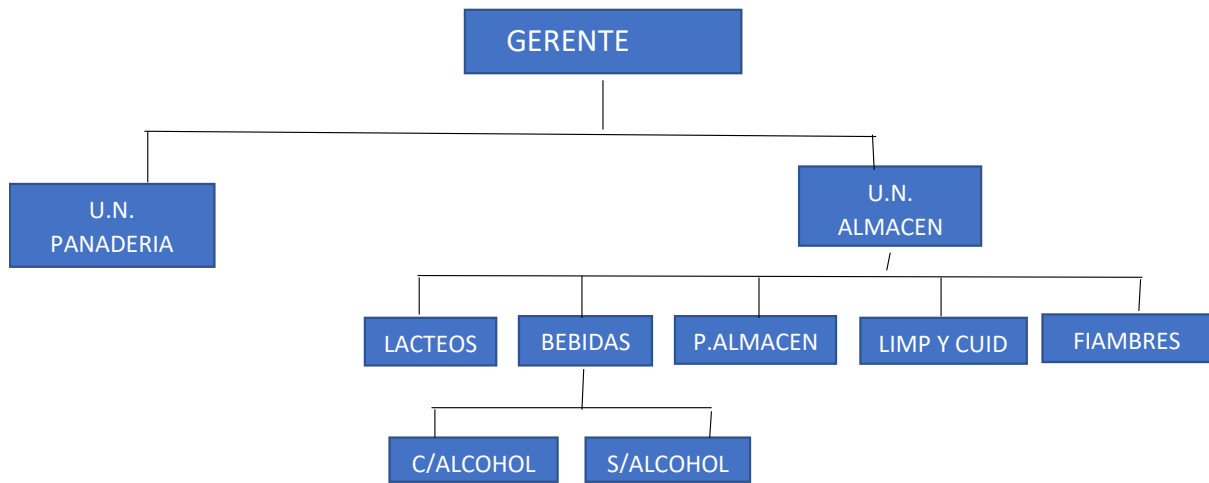 GERENTE
U.N.
PANADERIA
U.N.
ALMACEN
LACTEOS
BEBIDAS
P.ALMACEN
LIMP Y CUID
FIAMBRES
C/ALCOHOL
S/ALCOHOL